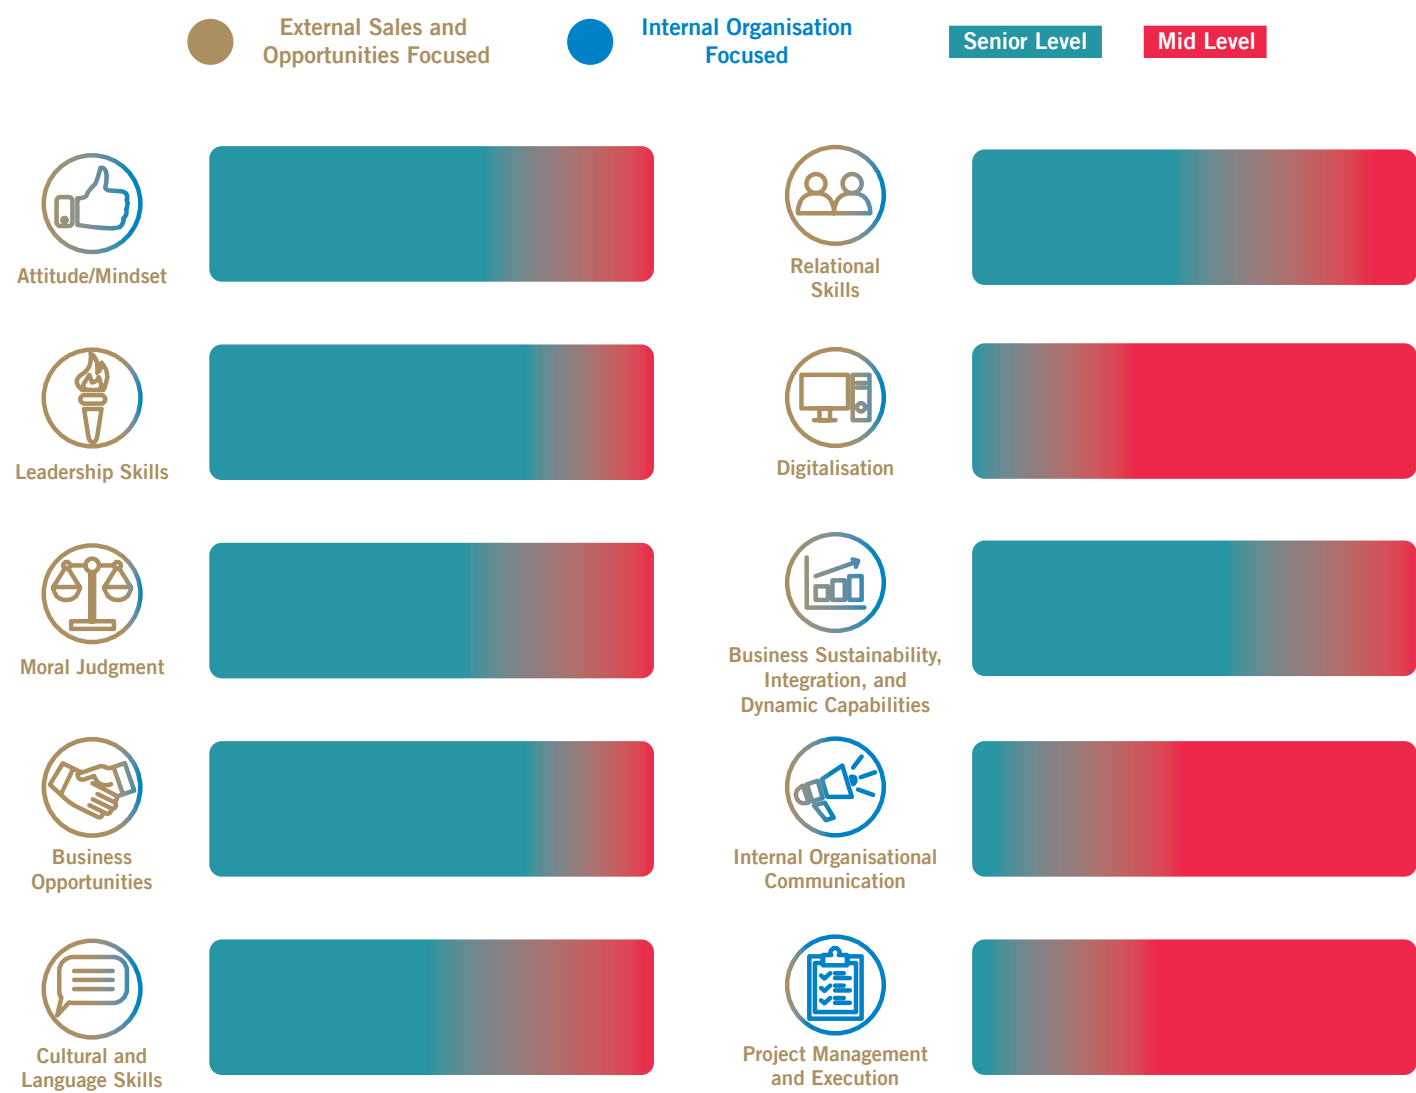 External Sales and
Opportunities Focused
Internal Organisation
Focused
Senior Level
Mid Level
Attitude/Mindset
Relational
Skills
Leadership Skills
Digitalisation
Moral Judgment
Business Sustainability,
Integration, and
Dynamic Capabilities
Business
Opportunities
Internal Organisational
Communication
Cultural and
Language Skills
Project Management
and Execution